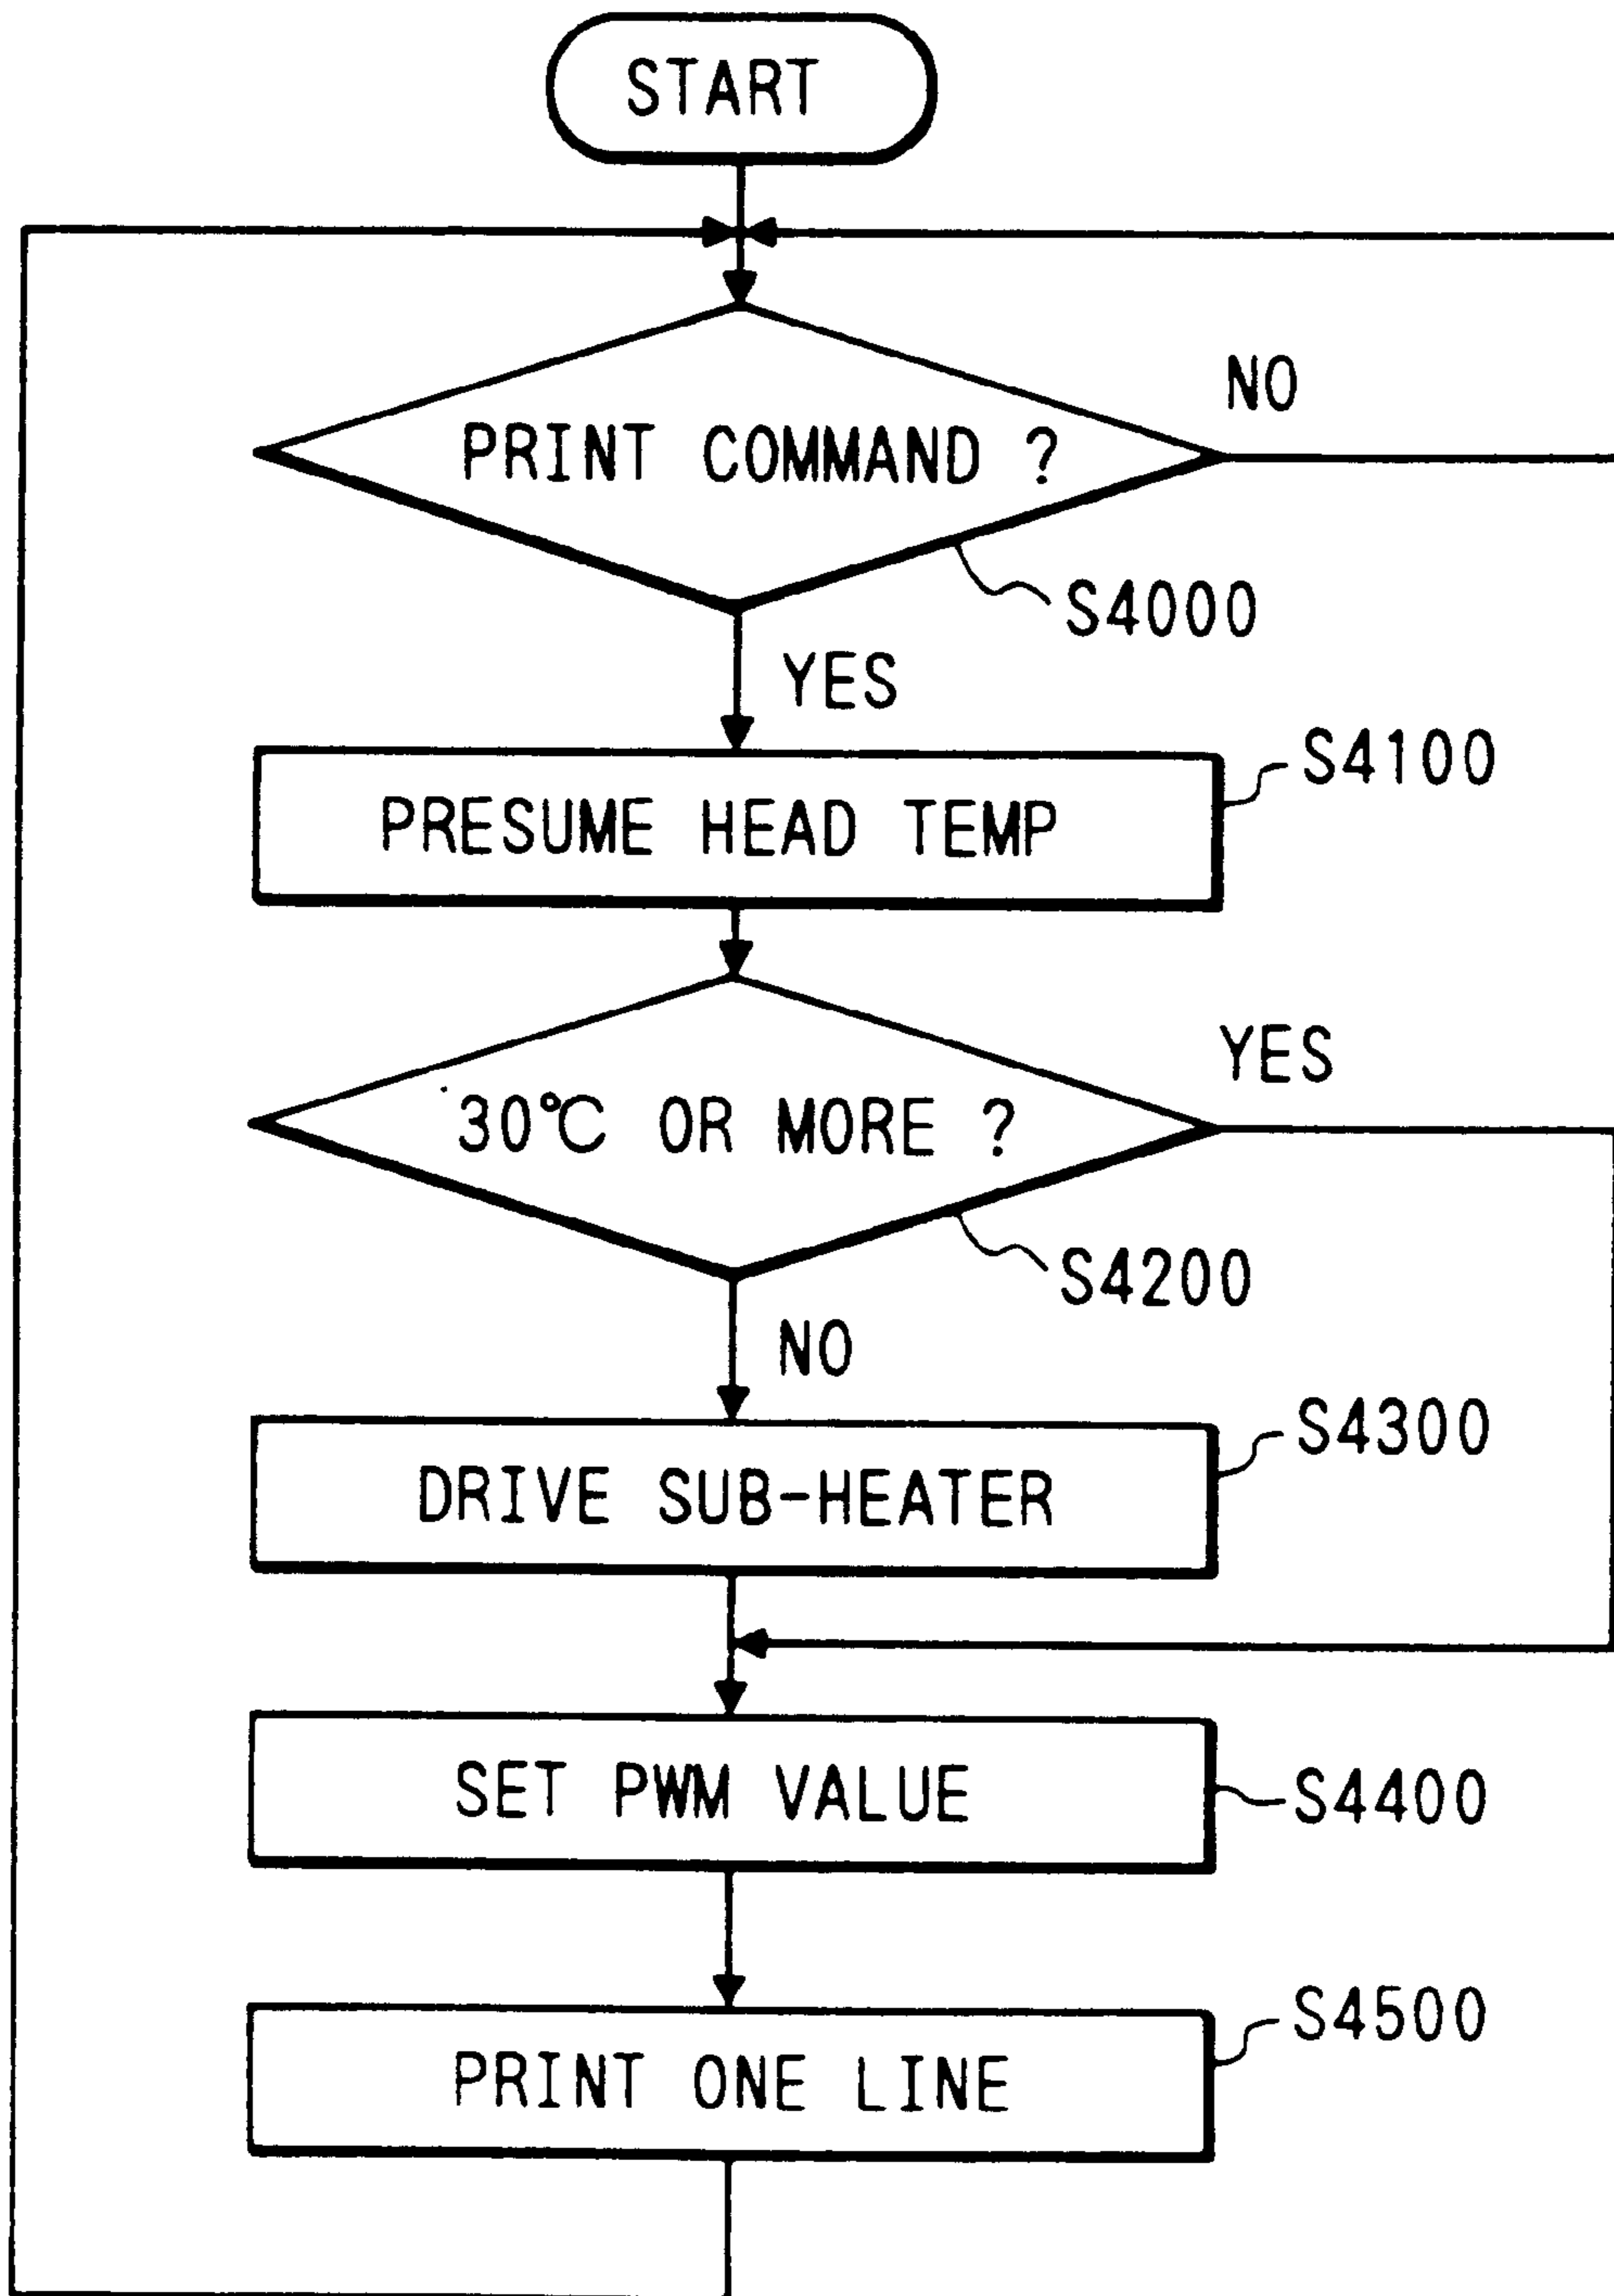 START
NO
PRINT COMMAND ?
S4000
YES
S4100
PRESUME HEAD TEMP
YES
30℃ OR MORE ?
S4200
NO
S4300
DRIVE SUB-HEATER
SET PWM VALUE
S4400
S4500
PRINT ONE LINE